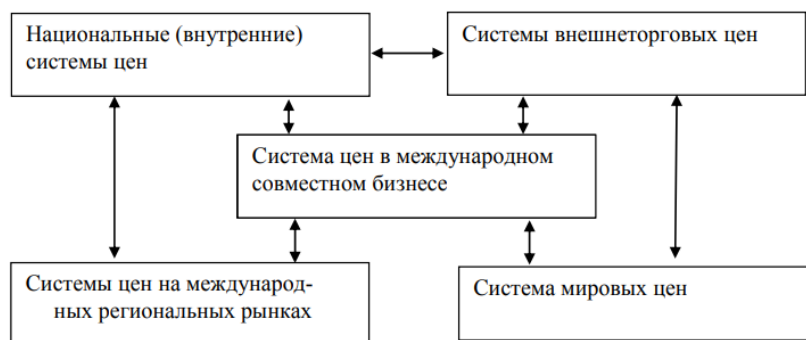 Национальные (внутренние)
системы цен
Системы внешнеторговых цен
Система цен в международном
совместном бизнесе
Системы цен на международ-
ных региональных рынках
Система мировых цен